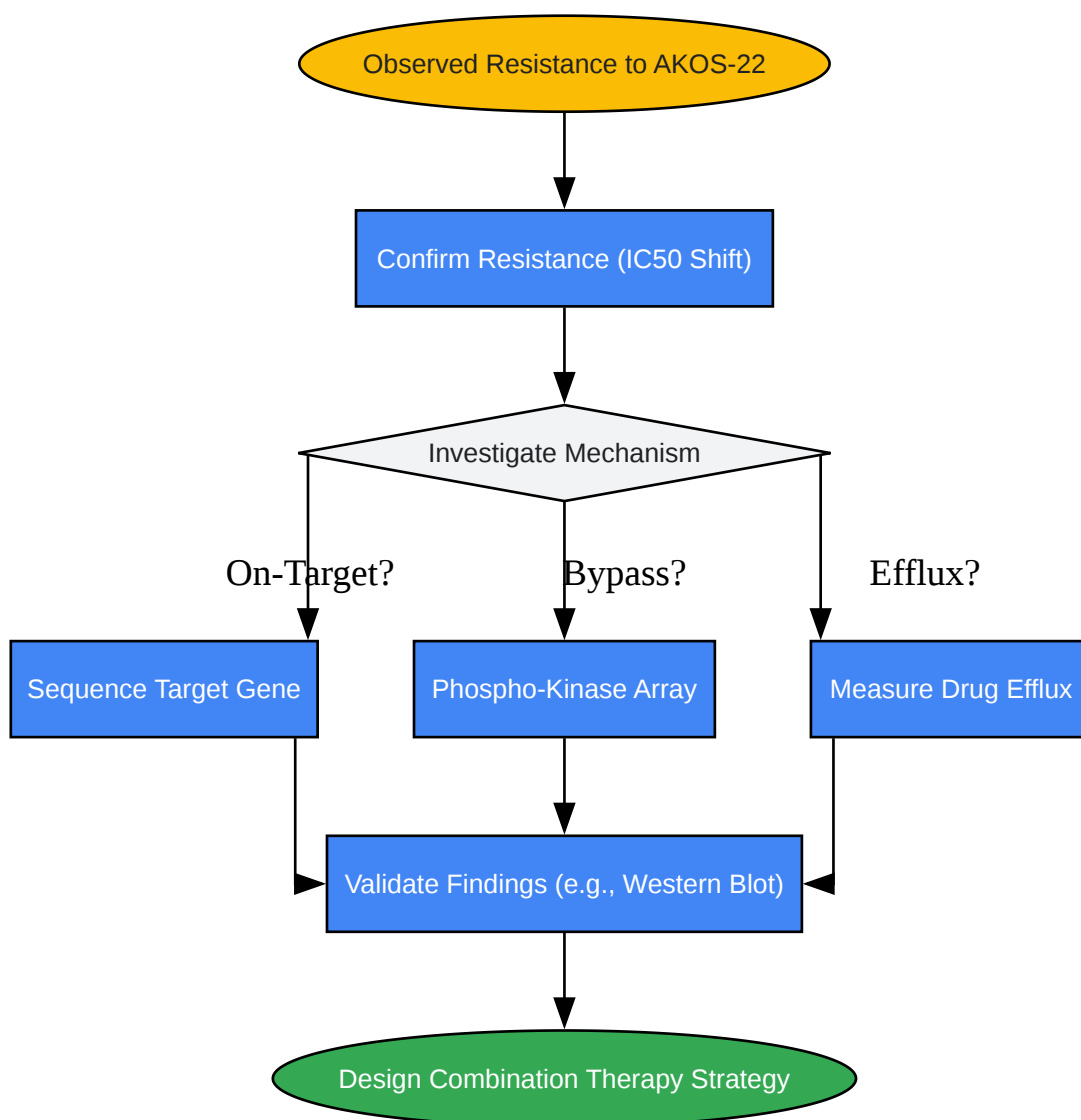 Observed Resistance to AKOS-22
Confirm Resistance (IC50 Shift)
Investigate Mechanism
On-Target?
Bypass?
Efflux?
Sequence Target Gene
Phospho-Kinase Array
Measure Drug Efflux
Validate Findings (e.g., Western Blot)
Design Combination Therapy Strategy